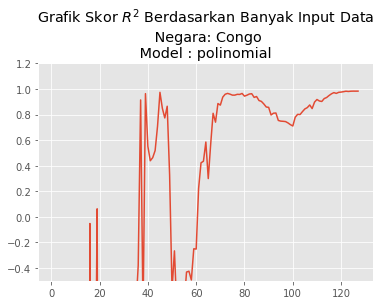 Grafik Skor R² Berdasarkan Banyak Input Data
Negara: Congo
Model : polinomial
1.2
1.0
0.8
0.6
0.4
0.2
0.0
−0.2
−0.4
0 20 40 60 80 100 120